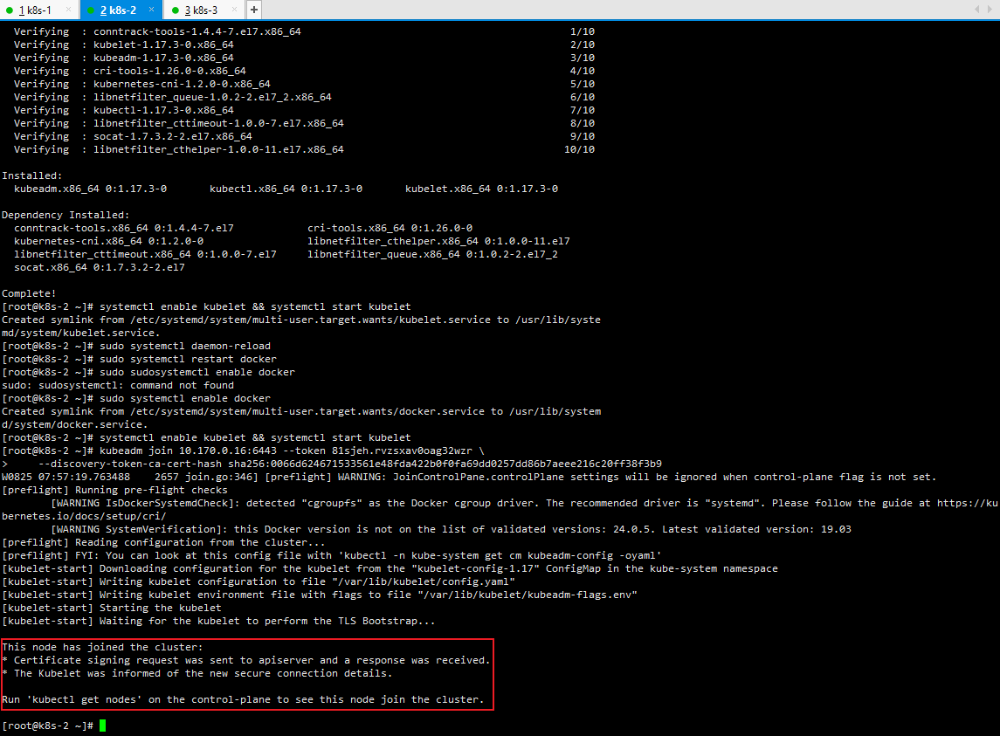 1 k8s-1 × 2 k8s-2 × 3 k8s-3 × +
Verifying : conntrack-tools-1.4.4-7.el7.x86_64 1/10
Verifying : kubelet-1.17.3-0.x86_64 2/10
Verifying : kubeadm-1.17.3-0.x86_64 3/10
Verifying : cri-tools-1.26.0-0.x86_64 4/10
Verifying : kubernetes-cni-1.2.0-0.x86_64 5/10
Verifying : libnetfilter_queue-1.0.2-2.el7_2.x86_64 6/10
Verifying : kubectl-1.17.3-0.x86_64 7/10
Verifying : libnetfilter_cttimeout-1.0.0-7.el7.x86_64 8/10
Verifying : socat-1.7.3.2-2.el7.x86_64 9/10
Verifying : libnetfilter_cthelper-1.0.0-11.el7.x86_64 10/10
Installed:
kubeadm.x86_64 0:1.17.3-0 kubectl.x86_64 0:1.17.3-0 kubelet.x86_64 0:1.17.3-0
Dependency Installed:
conntrack-tools.x86_64 0:1.4.4-7.el7 cri-tools.x86_64 0:1.26.0-0
kubernetes-cni.x86_64 0:1.2.0-0 libnetfilter_cthelper.x86_64 0:1.0.0-11.el7
libnetfilter_cttimeout.x86_64 0:1.0.0-7.el7 libnetfilter_queue.x86_64 0:1.0.2-2.el7_2
socat.x86_64 0:1.7.3.2-2.el7
Complete!
[root@k8s-2 ~]# systemctl enable kubelet && systemctl start kubelet
Created symlink from /etc/systemd/system/multi-user.target.wants/kubelet.service to /usr/lib/syste
md/system/kubelet.service.
[root@k8s-2 ~]# sudo systemctl daemon-reload
[root@k8s-2 ~]# sudo systemctl restart docker
[root@k8s-2 ~]# sudo sudosystemctl enable docker
sudo: sudosystemctl: command not found
[root@k8s-2 ~]# sudo systemctl enable docker
Created symlink from /etc/systemd/system/multi-user.target.wants/docker.service to /usr/lib/system
d/system/docker.service.
[root@k8s-2 ~]# systemctl enable kubelet && systemctl start kubelet
[root@k8s-2 ~]# kubeadm join 10.170.0.16:6443 --token 81sjeh.rvzsxav0oag32wzr \
> --discovery-token-ca-cert-hash sha256:0066d624671533561e48fda422b0f0fa69dd0257dd86b7aeee216c20ff38f3b9
W0825 07:57:19.763488 2657 join.go:346] [preflight] WARNING: JoinControlPane.controlPlane settings will be ignored when control-plane flag is not set.
[preflight] Running pre-flight checks
[WARNING IsDockerSystemdCheck]: detected "cgroupfs" as the Docker cgroup driver. The recommended driver is "systemd". Please follow the guide at https://ku
bernetes.io/docs/setup/cri/
[WARNING SystemVerification]: this Docker version is not on the list of validated versions: 24.0.5. Latest validated version: 19.03
[preflight] Reading configuration from the cluster...
[preflight] FYI: You can look at this config file with 'kubectl -n kube-system get cm kubeadm-config -oyaml'
[kubelet-start] Downloading configuration for the kubelet from the "kubelet-config-1.17" ConfigMap in the kube-system namespace
[kubelet-start] Writing kubelet configuration to file "/var/lib/kubelet/config.yaml"
[kubelet-start] Writing kubelet environment file with flags to file "/var/lib/kubelet/kubeadm-flags.env"
[kubelet-start] Starting the kubelet
[kubelet-start] Waiting for the kubelet to perform the TLS Bootstrap...
This node has joined the cluster:
* Certificate signing request was sent to apiserver and a response was received.
* The Kubelet was informed of the new secure connection details.
Run 'kubectl get nodes' on the control-plane to see this node join the cluster.
[root@k8s-2 ~]#